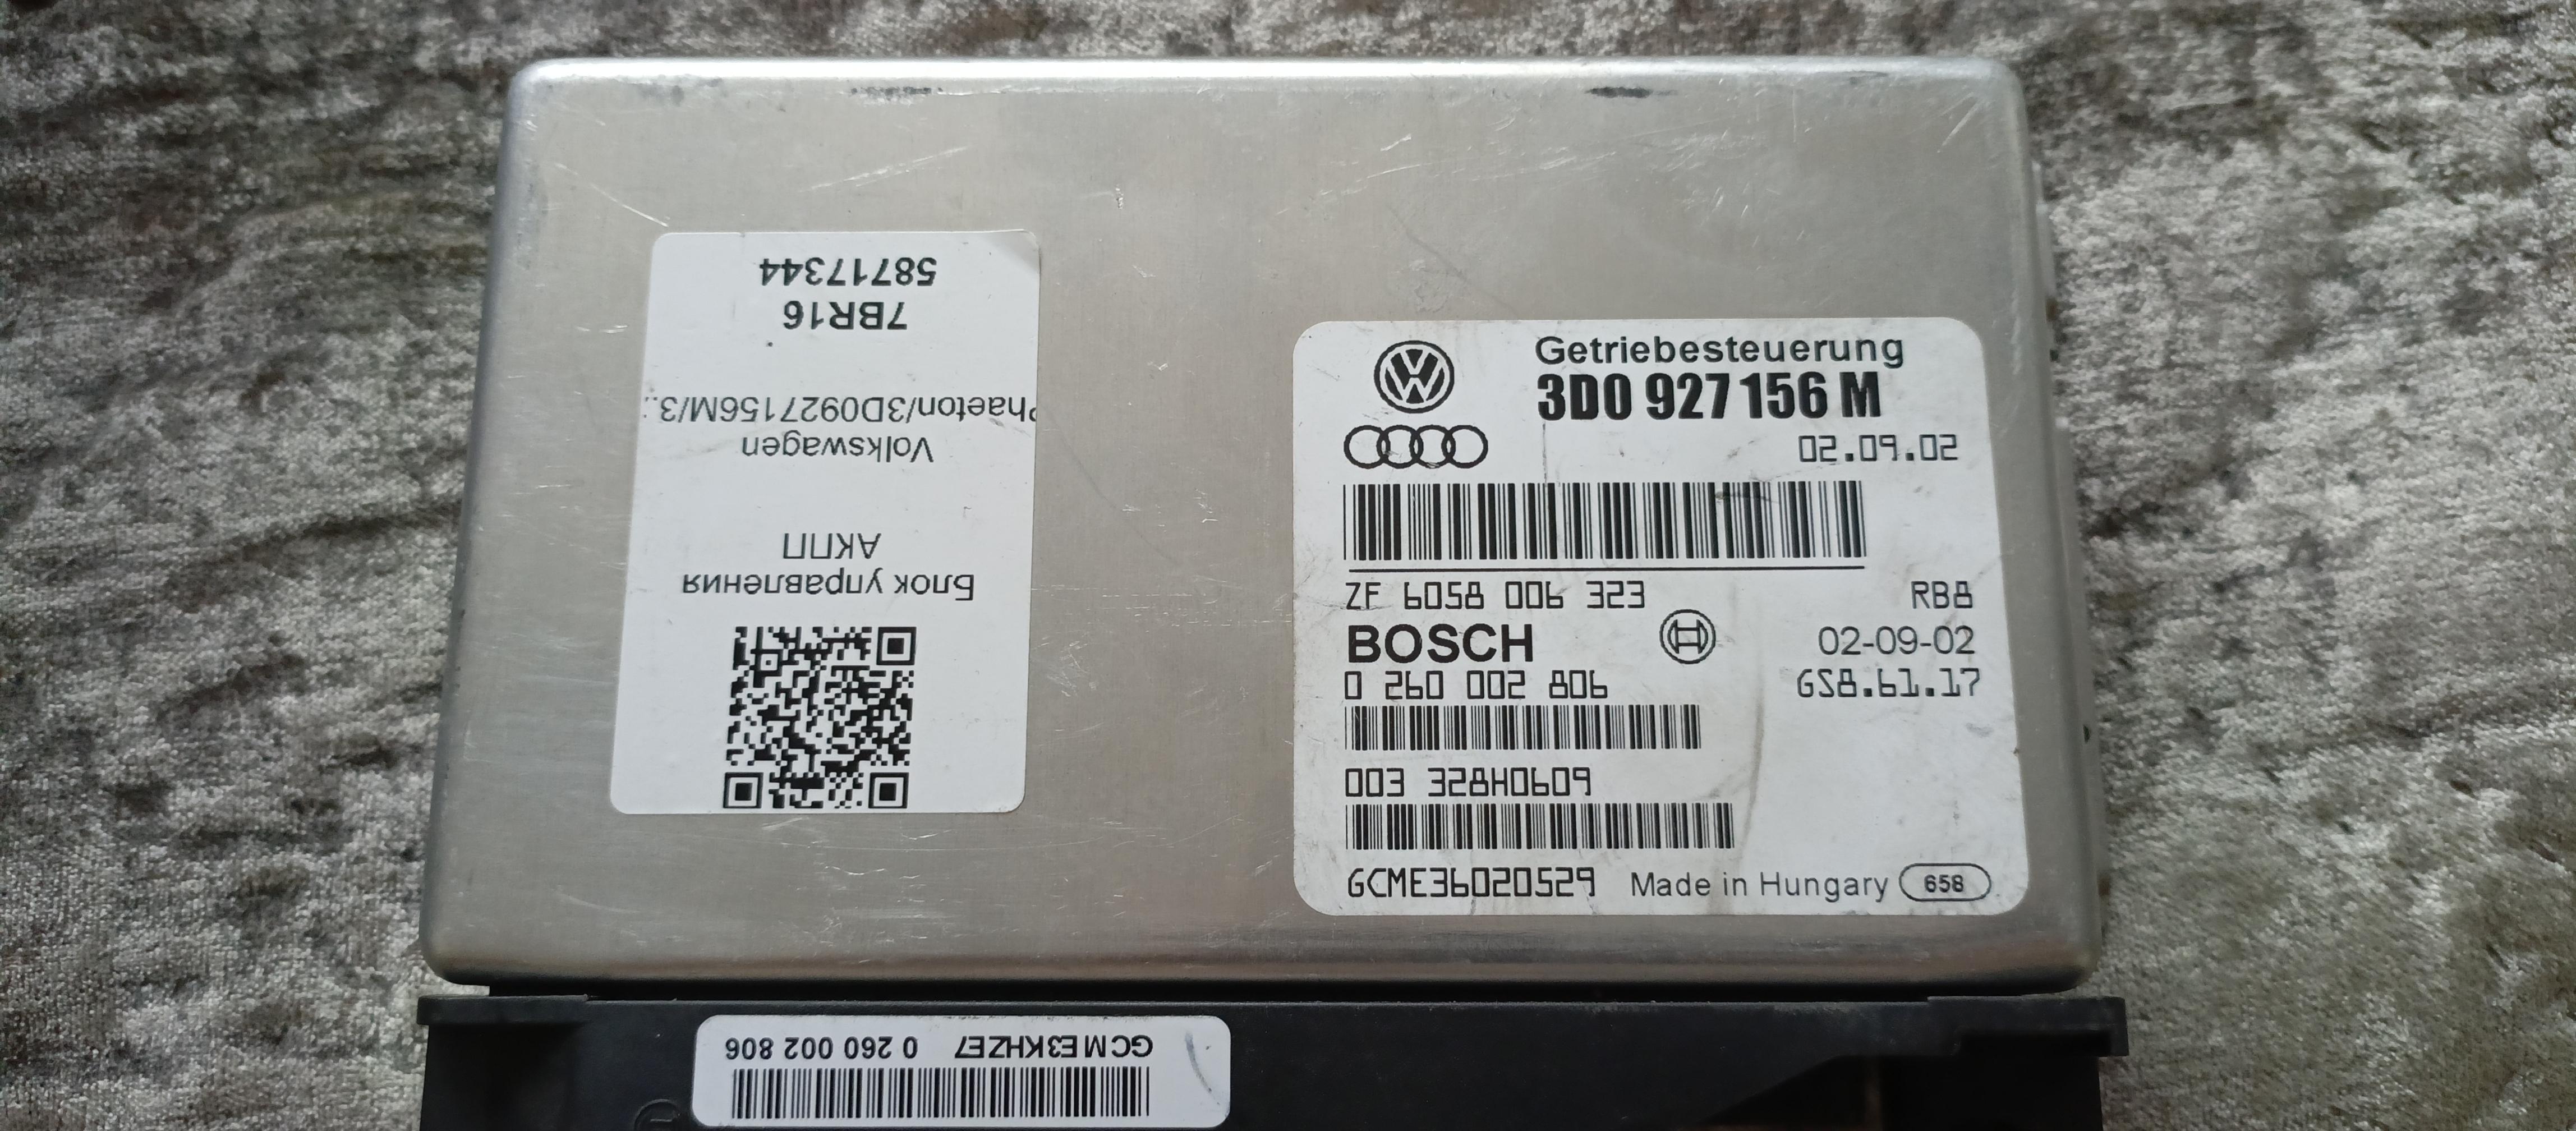 58717344
7BR16
Phaeton/3D0927156M/3..
Volkswagen
АКПП
Блок управления
Getriebesteuerung
3D0 927 156 M
02.09.02
ZF 6058 006 323 RB8
BOSCH 02-09-02
0 260 002 806 GS8.61.17
003 328H0609
GCME36020529 Made in Hungary 658
GCM E3KHZE7 0 260 002 806